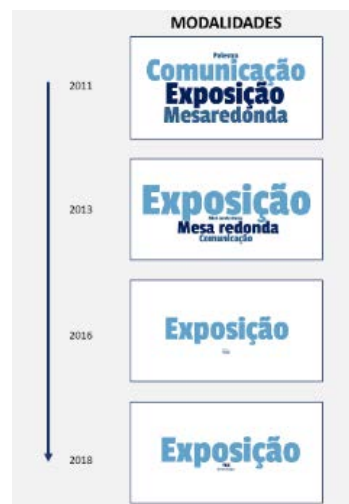 MODALIDADES
2011
Palestra
Comunicação
Exposição
Mesaredonda
2013
Exposição
Mesa redonda
Comunicação
2016
Exposição
2018
Exposição